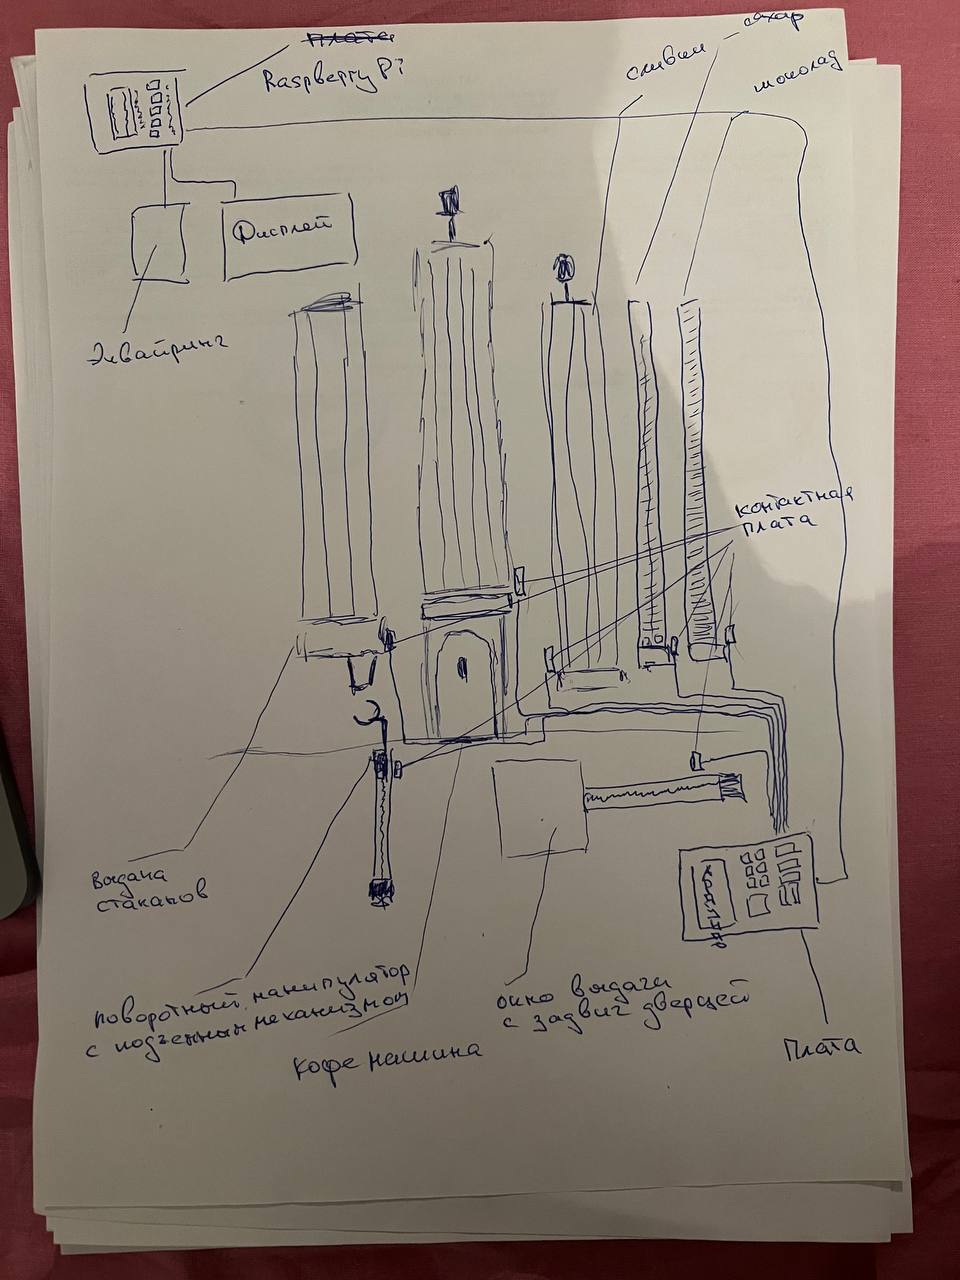 плата
Raspberry Pi
сливки
сахар
шоколад
Дисплей
Эквайринг
контактная
плата
выдача
стаканов
поворотный манипулятор
с подъемным механизмом
кофе машина
окно выдачи
с задвиг дверцей
Плата